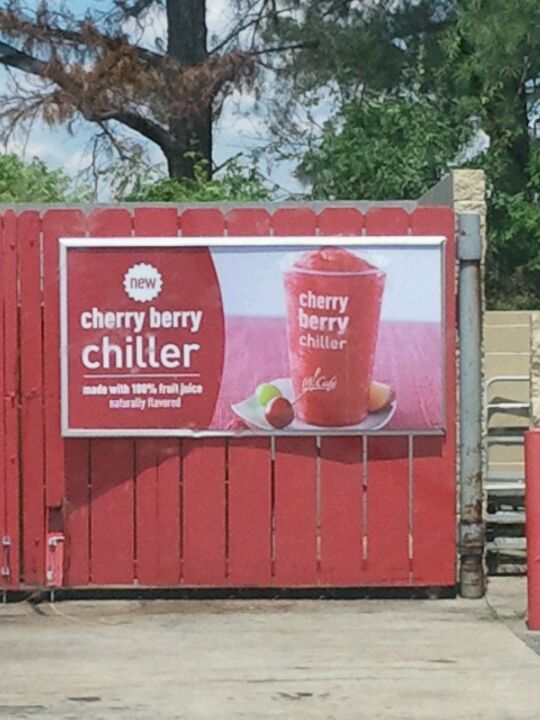 new
cherry berry
chiller
made with 100% fruit juice
naturally flavored
cherry
berry
chiller
McCafé